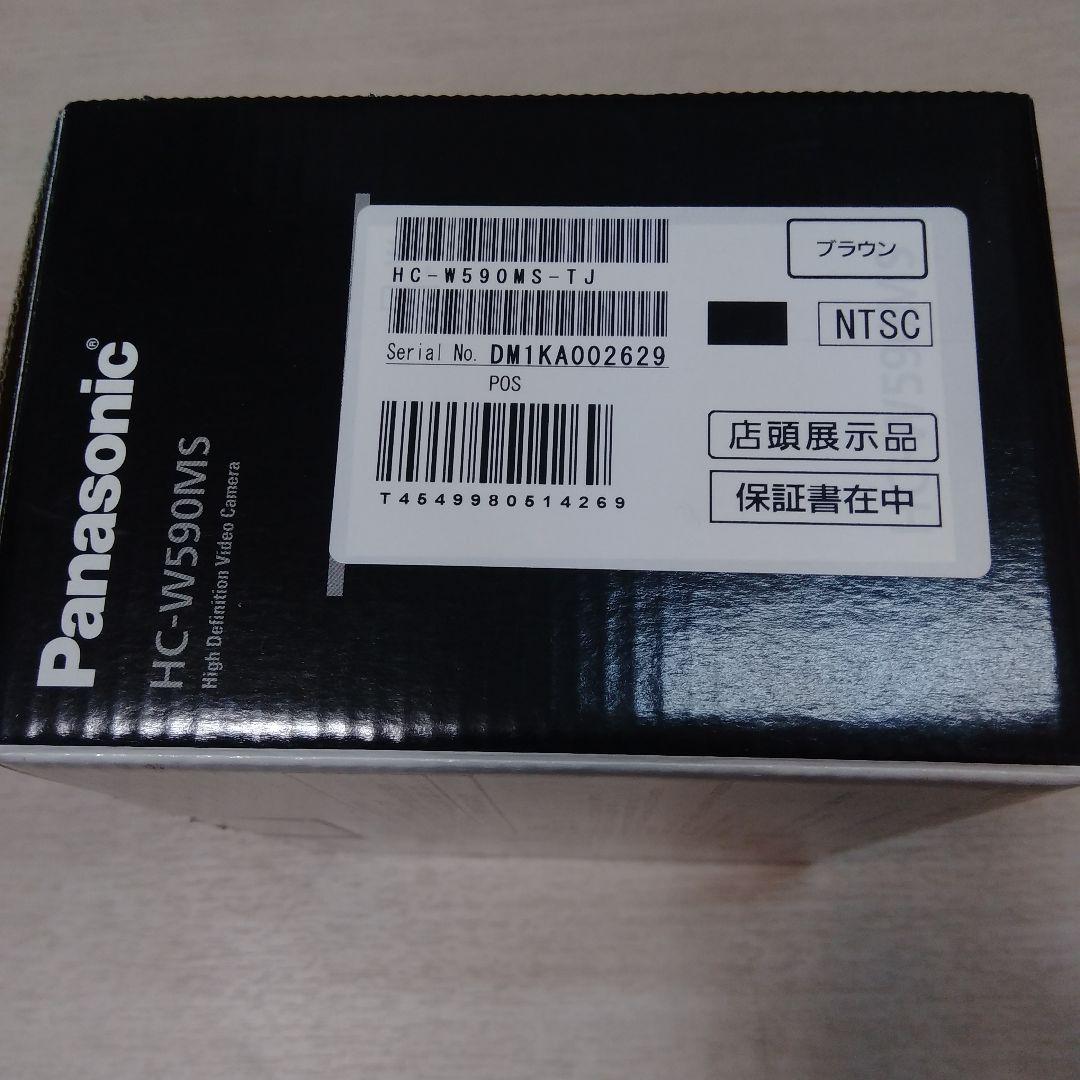 Panasonic®
HC-W590MS
High Definition Video Camera
HC-W590MS-TJ
Serial No. DM1KA002629
POS
T4549980514269
ブラウン
NTSC
店頭展示品
保証書在中